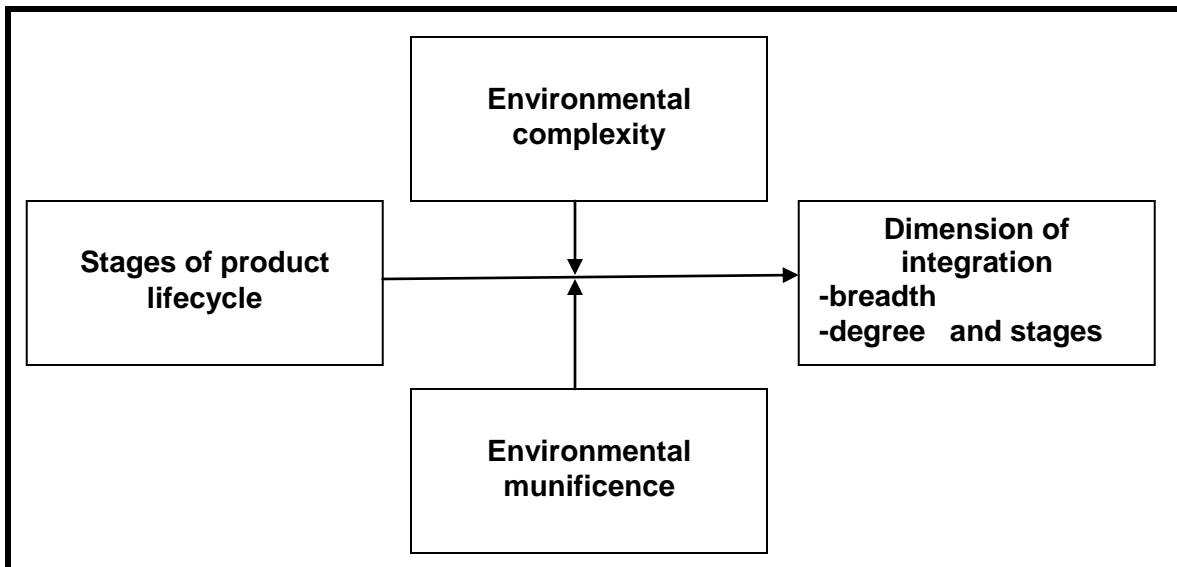 Environmental
complexity
Stages of product
lifecycle
Dimension of
integration
-breadth
-degree and stages
Environmental
munificence